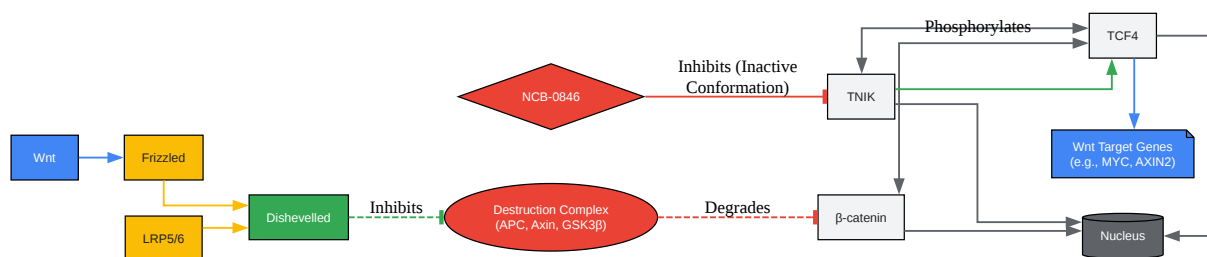 Phosphorylates
TCF4
Inhibits (Inactive
Conformation)
NCB-0846
TNIK
Wnt
Frizzled
Wnt Target Genes
(e.g., MYC, AXIN2)
Dishevelled
Inhibits
Destruction Complex
(APC, Axin, GSK3β)
Degrades
β-catenin
LRP5/6
Nucleus